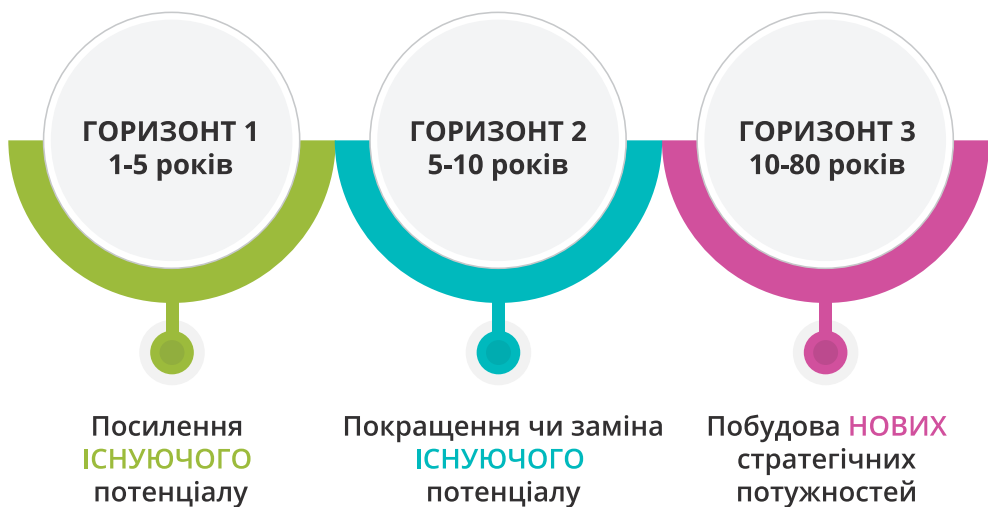 ГОРИЗОНТ 1
1-5 років
ГОРИЗОНТ 2
5-10 років
ГОРИЗОНТ 3
10-80 років
Посилення
ІСНУЮЧОГО
потенціалу
Покращення чи заміна
ІСНУЮЧОГО
потенціалу
Побудова НОВИХ
стратегічних
потужностей